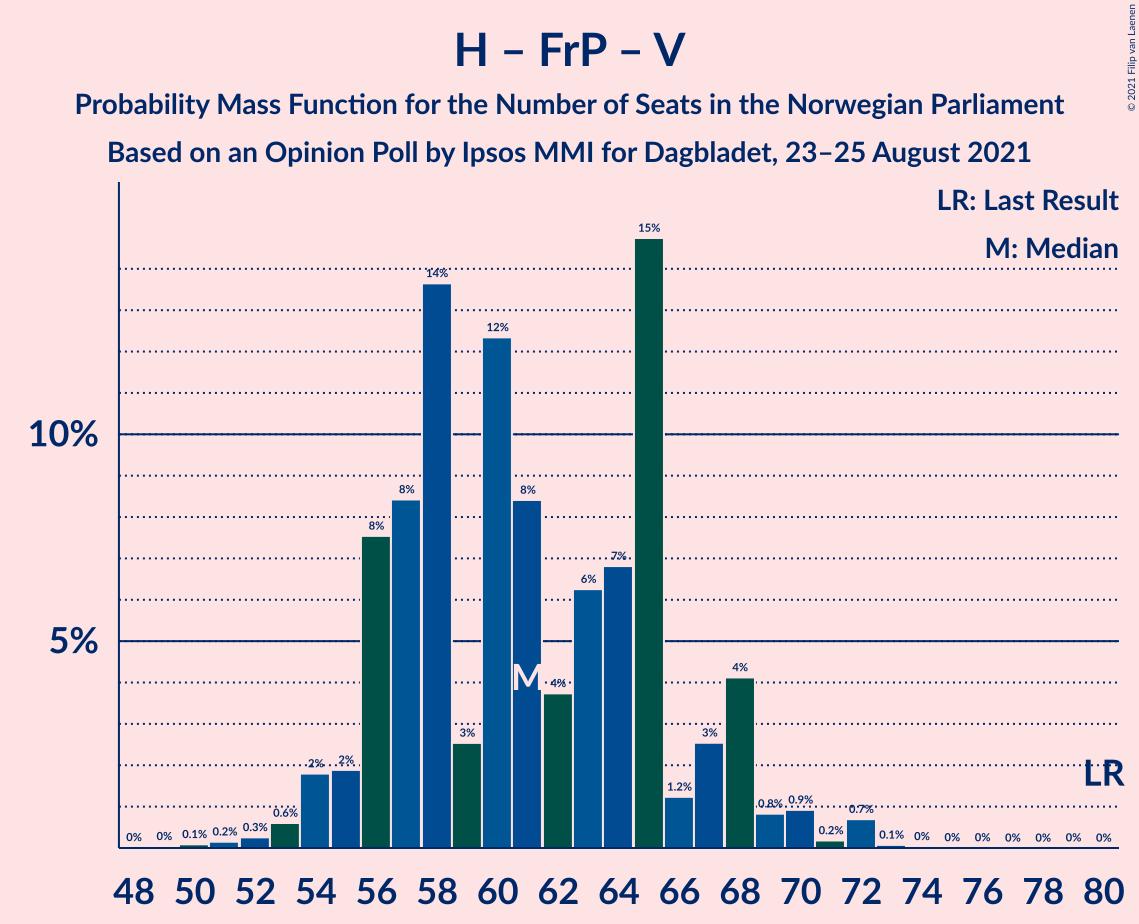 H – FrP – V
Probability Mass Function for the Number of Seats in the Norwegian Parliament
Based on an Opinion Poll by Ipsos MMI for Dagbladet, 23–25 August 2021
© 2021 Filip van Laenen
LR: Last Result
M: Median
10%
5%
0% 0% 0.1% 0.2% 0.3% 0.6% 2% 2% 8% 8% 14% 3% 12% 8% 4% 6% 7% 15% 1.2% 3% 4% 0.8% 0.9% 0.2% 0.7% 0.1% 0% 0% 0% 0% 0% 0% 0%
M
LR
48 50 52 54 56 58 60 62 64 66 68 70 72 74 76 78 80